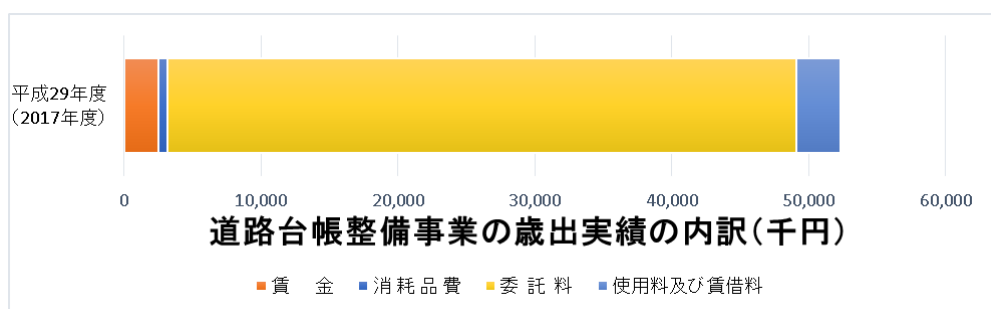 平成29年度
（2017年度）
0 10,000 20,000 30,000 40,000 50,000 60,000
道路台帳整備事業の歳出実績の内訳（千円）
賃　金 消耗品費 委託料 使用料及び賃借料